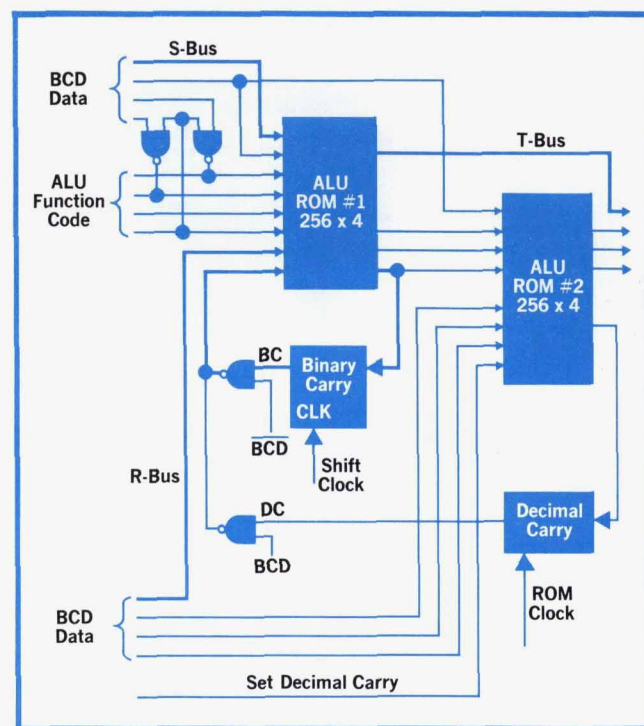 S-Bus
BCD
Data
T-Bus
ALU
Function
Code
ALU
ROM #1
256 x 4
ALU
ROM #2
256 x 4
BC
Binary
Carry
CLK
BCD
Shift
Clock
R-Bus
DC
Decimal
Carry
BCD
ROM
Clock
BCD
Data
Set Decimal Carry